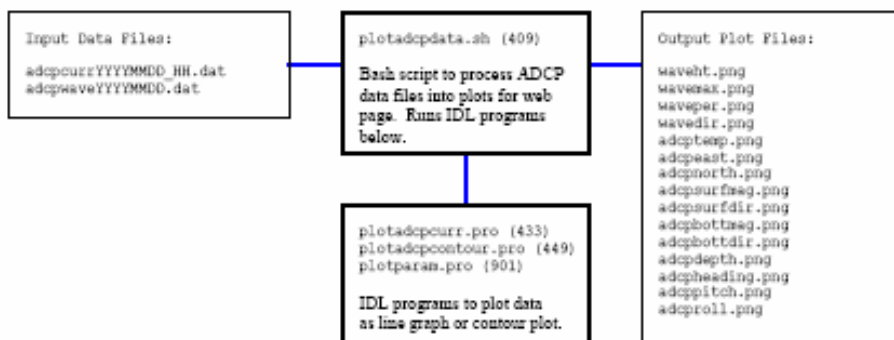 Input Data Files:
adcpcurrYYYYMMDD_HH.dat
adcpwaveYYYYMMDD.dat
plotadcpdata.sh (409)
Bash script to process ADCP
data files into plots for web
page. Runs IDL programs
below.
plotadcpcurr.pro (433)
plotadcpcontour.pro (449)
plotparam.pro (901)
IDL programs to plot data
as line graph or contour plot.
Output Plot Files:
waveht.png
wavemax.png
waveper.png
wavedir.png
adcptemp.png
adcpeast.png
adcpnorth.png
adcpsurfmag.png
adcpsurfdir.png
adcpbottmag.png
adcpbottdir.png
adcpdepth.png
adcpheading.png
adcppitch.png
adcproll.png